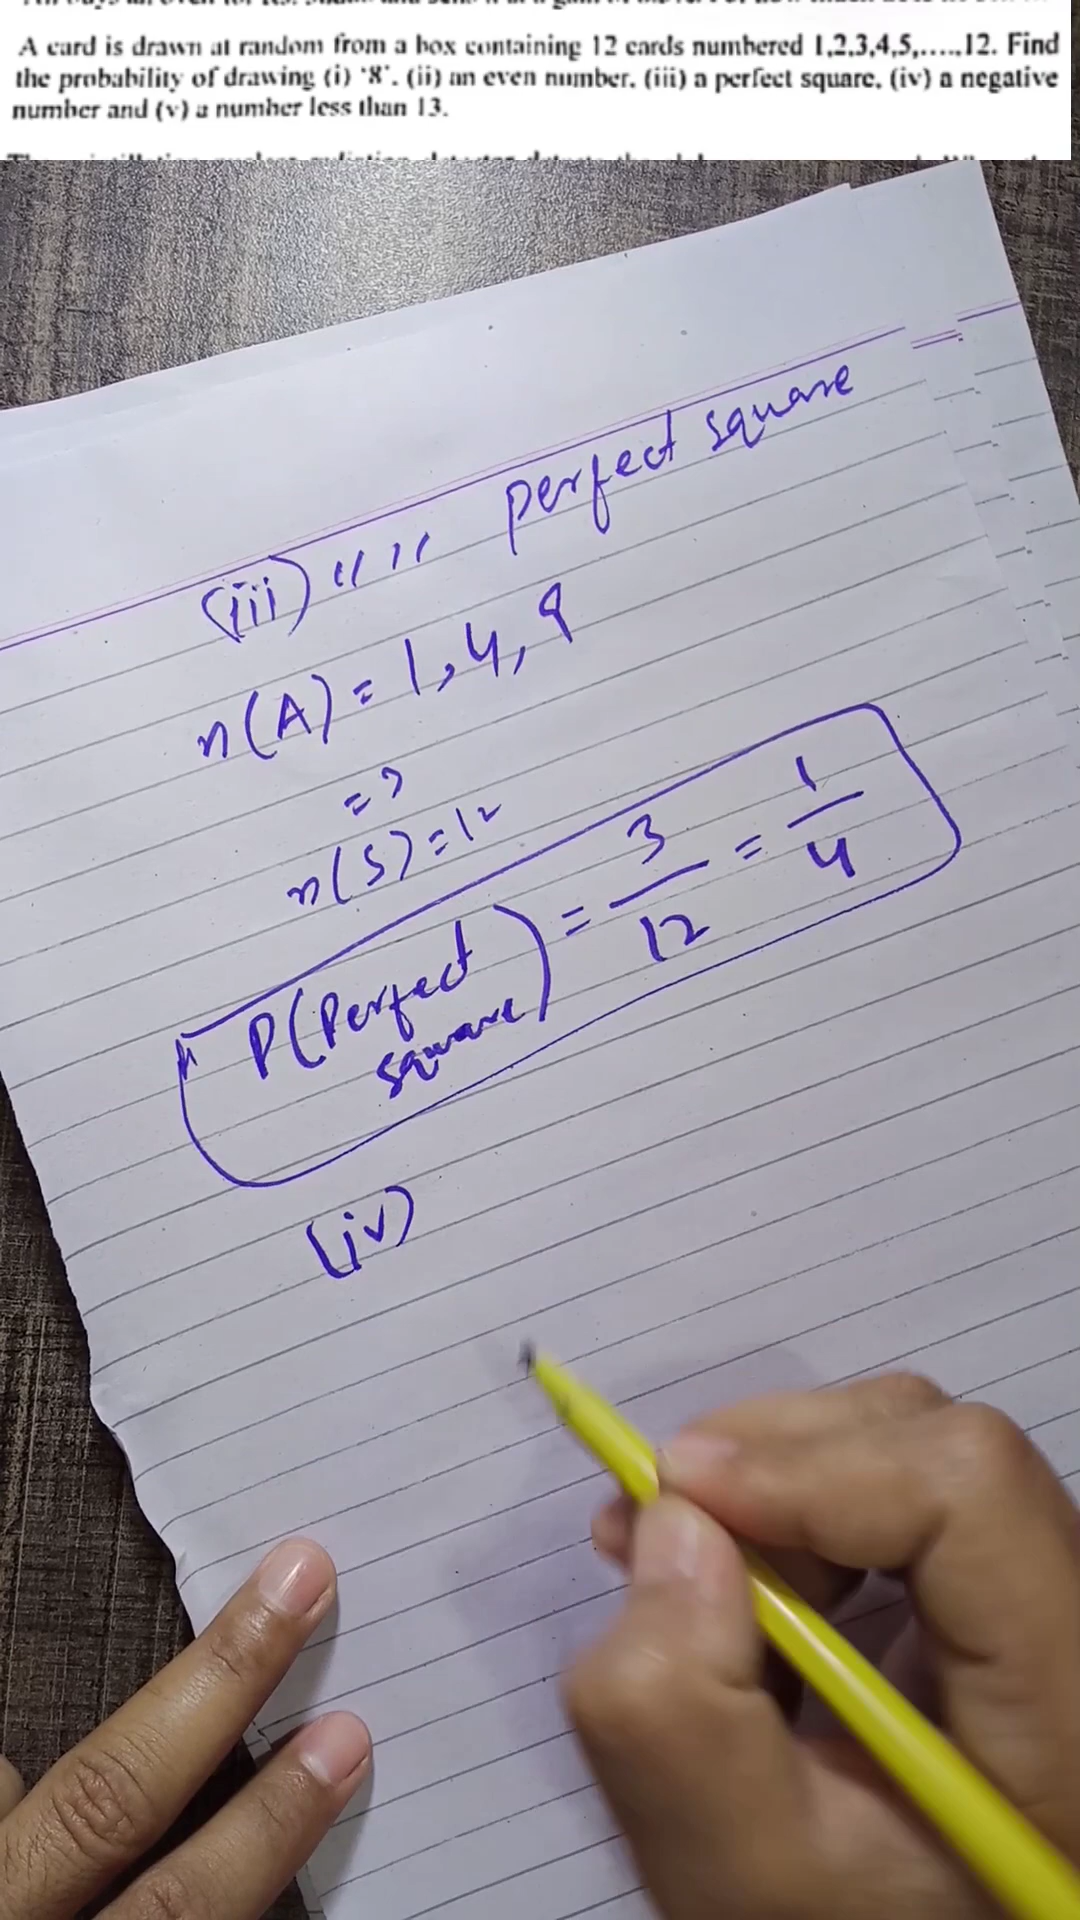 A card is drawn at random from a box containing 12 cards numbered 1,2,3,4,5,.....12. Find
the probability of drawing (i) ‘8’. (ii) an even number. (iii) a perfect square. (iv) a negative
number and (v) a number less than 13.
(iii) " " perfect square
n(A) = 1, 4, 9
= 3
n(S) = 12
P(Perfect square) = 3/12 = 1/4
(iv)